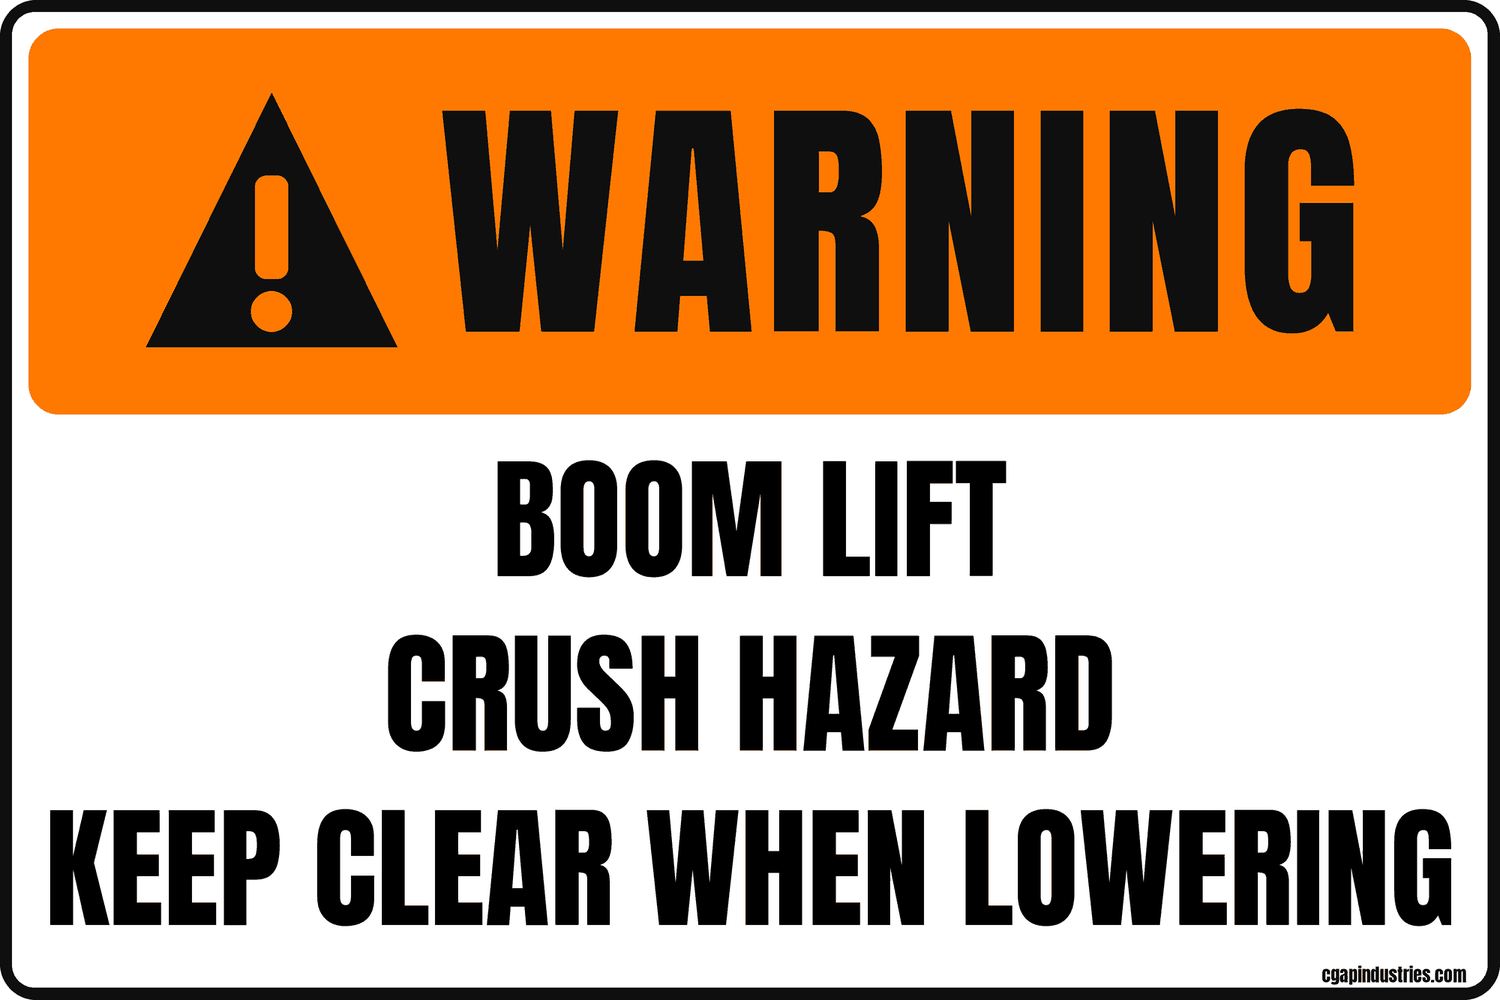 WARNING
BOOM LIFT
CRUSH HAZARD
KEEP CLEAR WHEN LOWERING
cgapindustries.com